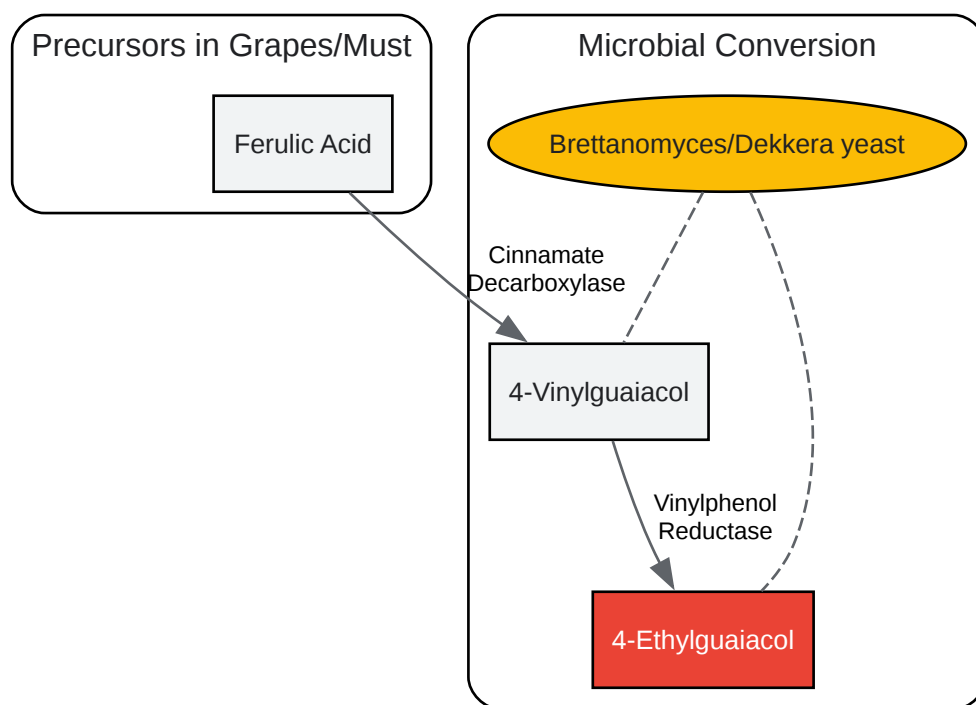 Precursors in Grapes/Must
Ferulic Acid
Microbial Conversion
Brettanomyces/Dekkera yeast
Cinnamate
Decarboxylase
4-Vinylguaiacol
Vinylphenol
Reductase
4-Ethylguaiacol